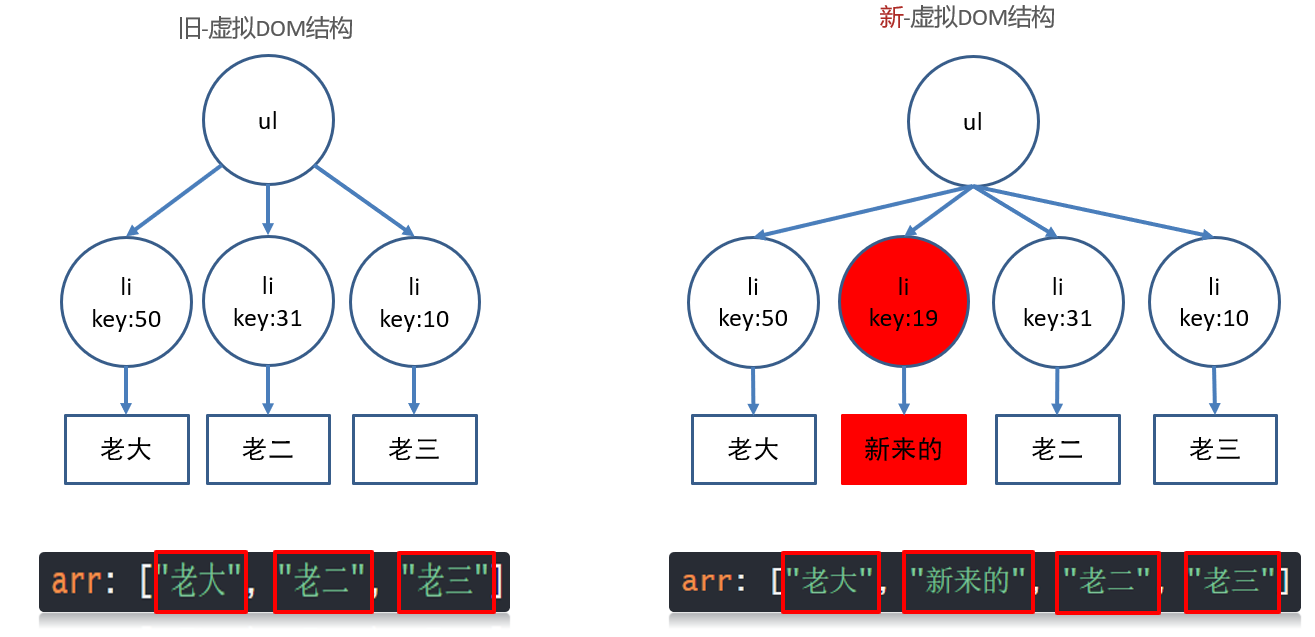 旧-虚拟DOM结构
ul
li
key:50
li
key:31
li
key:10
老大
老二
老三
arr: ["老大", "老二", "老三"]
新-虚拟DOM结构
ul
li
key:50
li
key:19
li
key:31
li
key:10
老大
新来的
老二
老三
arr: ["老大", "新来的", "老二", "老三"]